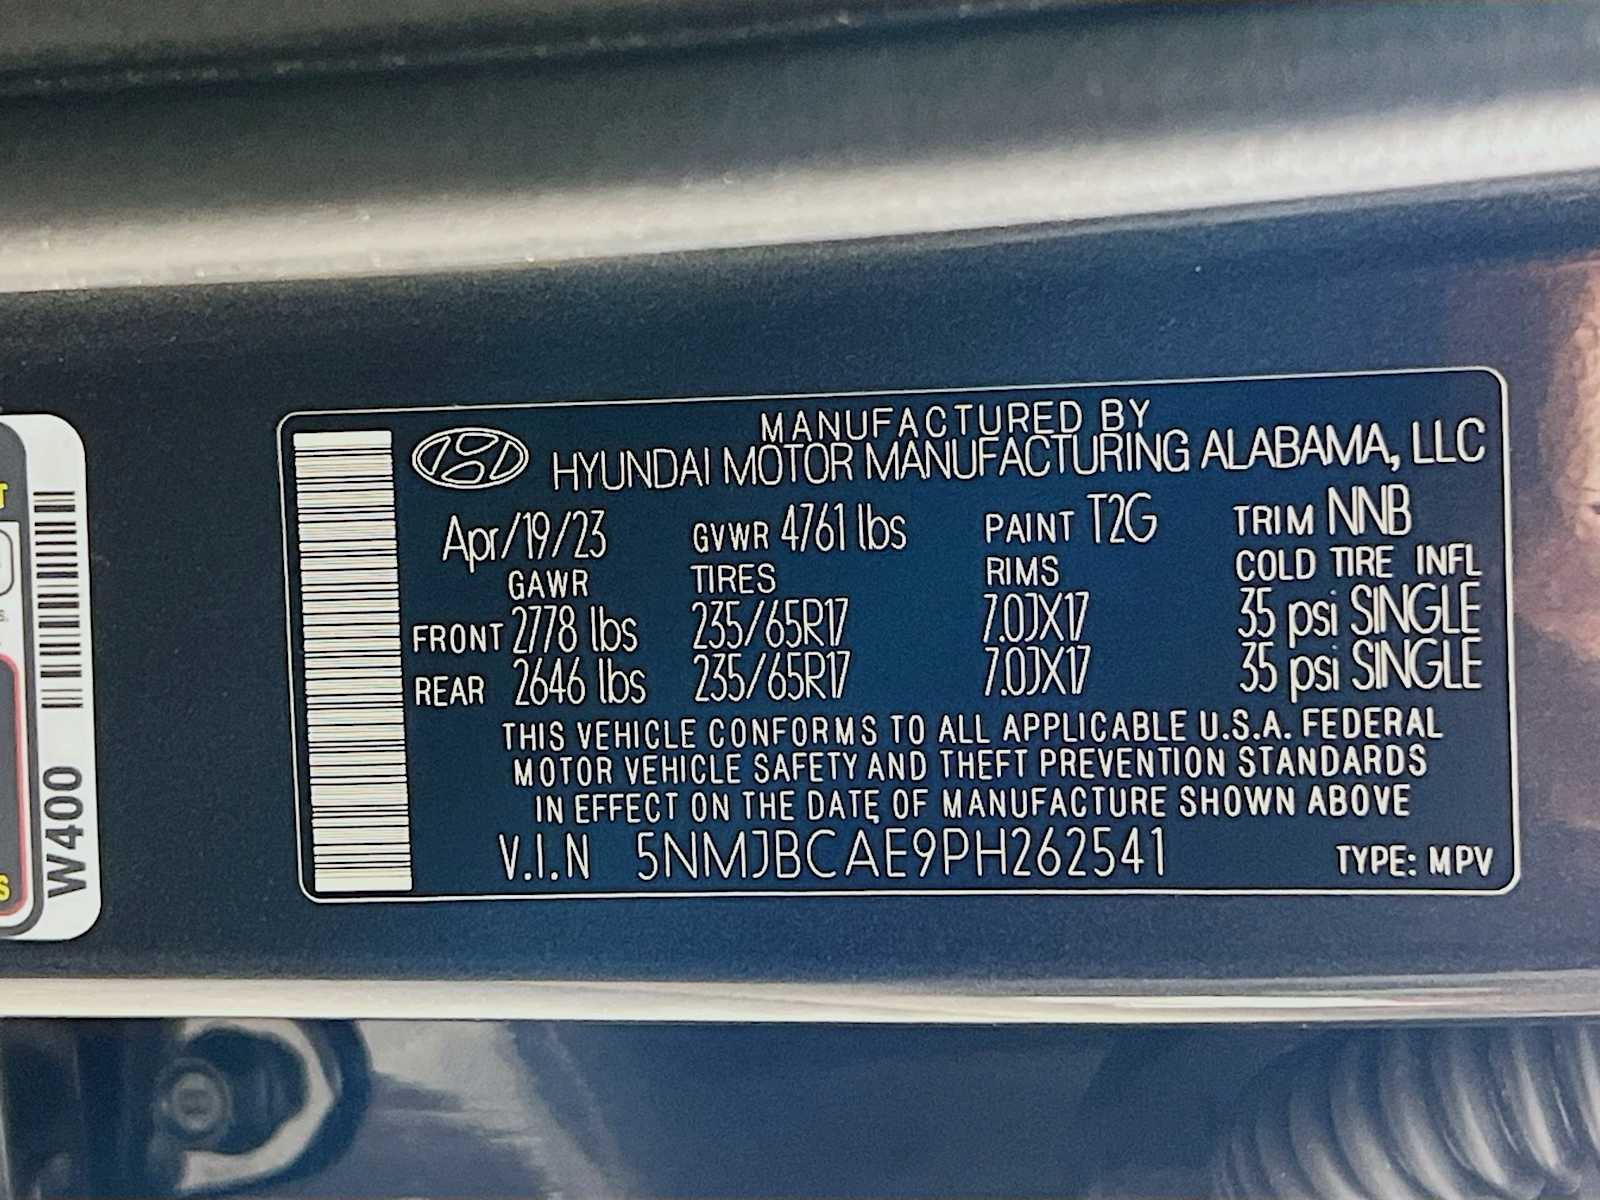 MANUFACTURED BY
HYUNDAI MOTOR MANUFACTURING ALABAMA, LLC
Apr/19/23 GVWR 4761 lbs PAINT T2G TRIM NNB
GAWR TIRES RIMS COLD TIRE INFL
FRONT 2778 lbs 235/65R17 7.0JX17 35 psi SINGLE
REAR 2646 lbs 235/65R17 7.0JX17 35 psi SINGLE
THIS VEHICLE CONFORMS TO ALL APPLICABLE U.S.A. FEDERAL
MOTOR VEHICLE SAFETY AND THEFT PREVENTION STANDARDS
IN EFFECT ON THE DATE OF MANUFACTURE SHOWN ABOVE
V.I.N 5NMJBCAE9PH262541 TYPE: MPV
W400